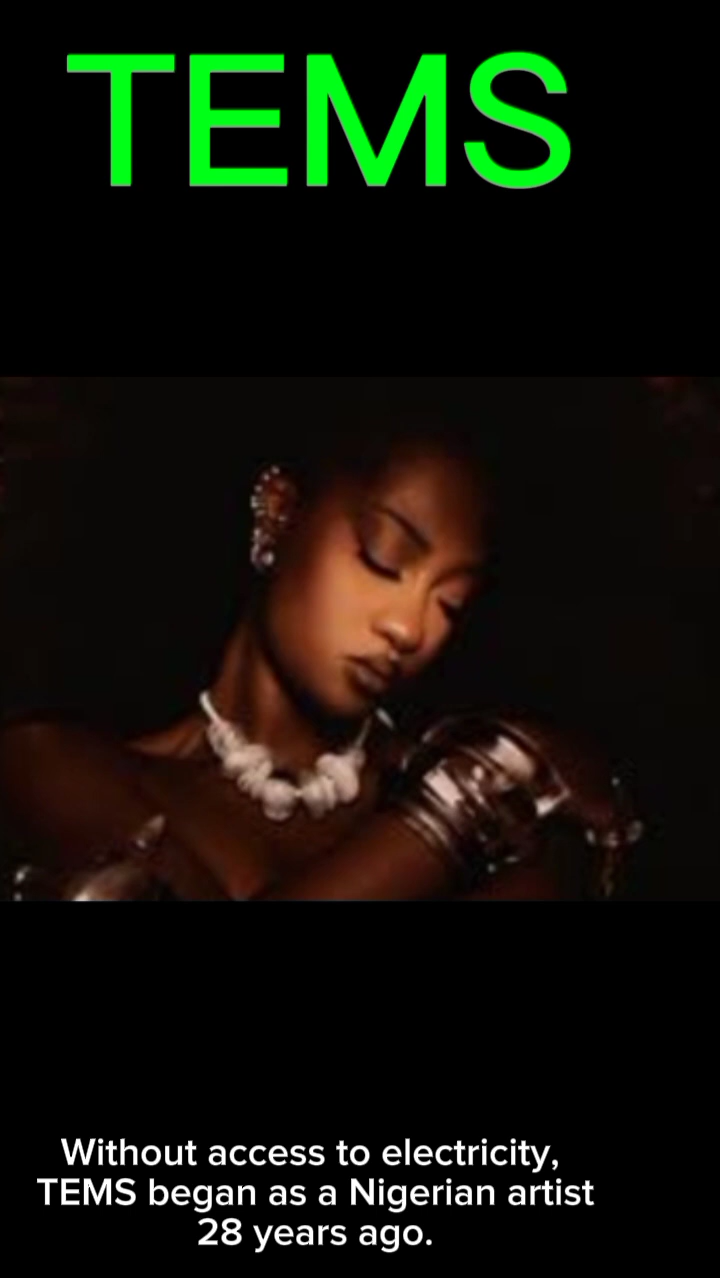 TEMS
Without access to electricity,
TEMS began as a Nigerian artist
28 years ago.